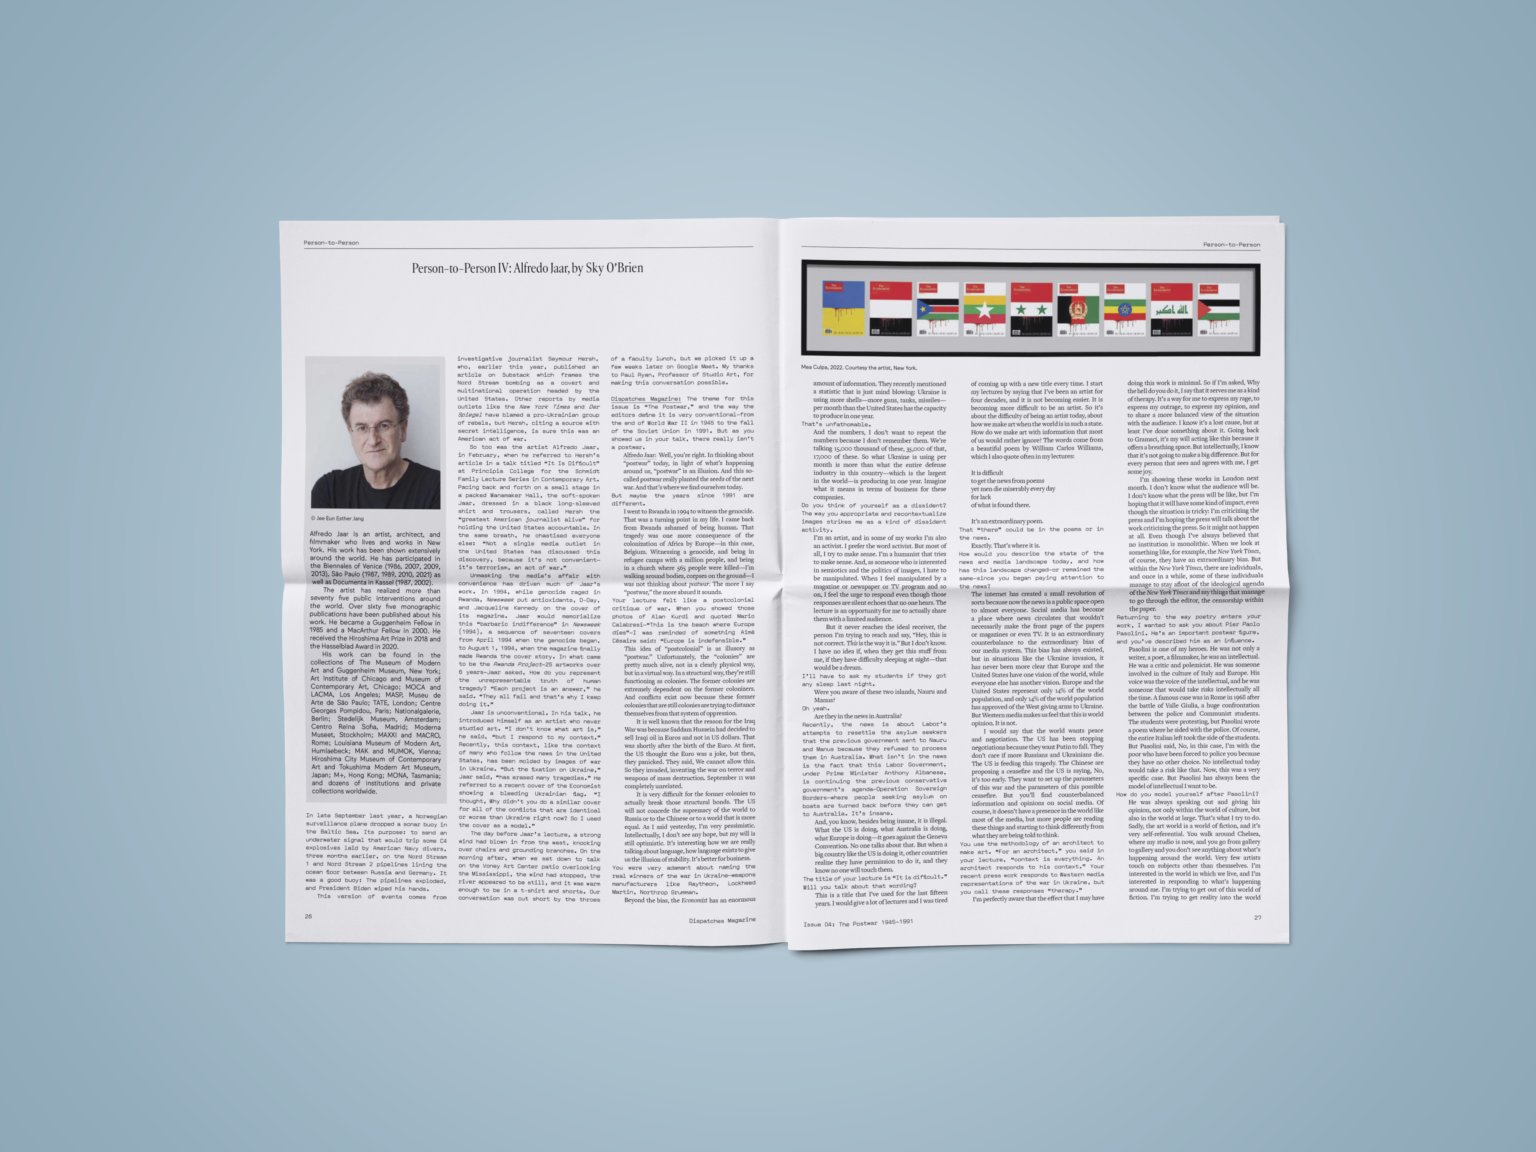 Person-to-Person
Person-to-Person IV: Alfredo Jaar, by Sky O'Brien
© Jee Eun Esther Jang
Alfredo Jaar is an artist, architect, and
filmmaker who lives and works in New
York. His work has been shown extensively
around the world. He has participated in
the Biennales of Venice (1986, 2007, 2009,
2013), São Paulo (1987, 1989, 2010, 2021) as
well as Documenta in Kassel (1987, 2002).
The artist has realized more than
seventy five public interventions around
the world. Over sixty five monographic
publications have been published about his
work. He became a Guggenheim Fellow in
1985 and a MacArthur Fellow in 2000. He
received the Hiroshima Art Prize in 2018 and
the Hasselblad Award in 2020.
His work can be found in the
collections of The Museum of Modern
Art and Guggenheim Museum, New York;
Art Institute of Chicago and Museum of
Contemporary Art, Chicago; MOCA and
LACMA, Los Angeles; MASP, Museu de
Arte de São Paulo; TATE, London; Centre
Georges Pompidou, Paris; Nationalgalerie,
Berlin; Stedelijk Museum, Amsterdam;
Centro Reina Sofia, Madrid; Moderna
Museet, Stockholm; MAXXI and MACRO,
Rome; Louisiana Museum of Modern Art,
Humlaebeck; MAK and MUMOK, Vienna;
Hiroshima City Museum of Contemporary
Art and Tokushima Modern Art Museum,
Japan; M+, Hong Kong; MONA, Tasmania;
and dozens of institutions and private
collections worldwide.
In late September last year, a Norwegian
surveillance plane dropped a sonar buoy in
the Baltic Sea. Its purpose: to send an
underwater signal that would trip some C4
explosives laid by American Navy divers,
three months earlier, on the Nord Stream
1 and Nord Stream 2 pipelines lining the
ocean floor between Russia and Germany. It
was a good buoy: The pipelines exploded,
and President Biden wiped his hands.
This version of events comes from
investigative journalist Seymour Hersh,
who, earlier this year, published an
article on Substack which frames the
Nord Stream bombing as a covert and
multinational operation headed by the
United States. Other reports by media
outlets like the New York Times and Der
Spiegel have blamed a pro-Ukrainian group
of rebels, but Hersh, citing a source with
secret intelligence, is sure this was an
American act of war.
So too was the artist Alfredo Jaar,
in February, when he referred to Hersh's
article in a talk titled "It Is Difficult"
at Principia College for the Schmidt
Family Lecture Series in Contemporary Art.
Pacing back and forth on a small stage in
a packed Wanamaker Hall, the soft-spoken
Jaar, dressed in a black long-sleeved
shirt and trousers, called Hersh the
"greatest American journalist alive" for
holding the United States accountable. In
the same breath, he chastised everyone
else: "Not a single media outlet in
the United States has discussed this
discovery, because it's not convenient—
it's terrorism, an act of war."
Unmasking the media's affair with
convenience has driven much of Jaar's
work. In 1994, while genocide raged in
Rwanda, Newsweek put antioxidants, D-Day,
and Jacqueline Kennedy on the cover of
its magazine. Jaar would memorialize
this "barbaric indifference" in Newsweek
(1994), a sequence of seventeen covers
from April 1994 when the genocide began,
to August 1, 1994, when the magazine finally
made Rwanda the cover story. In what came
to be the Rwanda Project—25 artworks over
6 years—Jaar asked, How do you represent
the unrepresentable truth of human
tragedy? "Each project is an answer," he
said. "They all fail and that's why I keep
doing it."
Jaar is unconventional. In his talk, he
introduced himself as an artist who never
studied art. "I don't know what art is,"
he said, "but I respond to my context."
Recently, this context, like the context
of many who follow the news in the United
States, has been molded by images of war
in Ukraine. "But the fixation on Ukraine,"
Jaar said, "has erased many tragedies." He
referred to a recent cover of the Economist
showing a bleeding Ukrainian flag. "I
thought, Why didn't you do a similar cover
for all of the conflicts that are identical
or worse than Ukraine right now? So I used
the cover as a model."
The day before Jaar's lecture, a strong
wind had blown in from the west, knocking
over chairs and grounding branches. On the
morning after, when we sat down to talk
on the Voney Art Center patio overlooking
the Mississippi, the wind had stopped, the
river appeared to be still, and it was warm
enough to be in a t-shirt and shorts. Our
conversation was cut short by the throes
of a faculty lunch, but we picked it up a
few weeks later on Google Meet. My thanks
to Paul Ryan, Professor of Studio Art, for
making this conversation possible.
Dispatches Magazine: The theme for this
issue is "The Postwar," and the way the
editors define it is very conventional—from
the end of World War II in 1945 to the fall
of the Soviet Union in 1991. But as you
showed us in your talk, there really isn't
a postwar.
Alfredo Jaar: Well, you're right. In thinking about
"postwar" today, in light of what's happening
around us, "postwar" is an illusion. And this so-
called postwar really planted the seeds of the next
war. And that's where we find ourselves today.
But maybe the years since 1991 are
different.
I went to Rwanda in 1994 to witness the genocide.
That was a turning point in my life. I came back
from Rwanda ashamed of being human. That
tragedy was one more consequence of the
colonization of Africa by Europe—in this case,
Belgium. Witnessing a genocide, and being in
refugee camps with a million people, and being
in a church where 565 people were killed—I'm
walking around bodies, corpses on the ground—I
was not thinking about postwar. The more I say
"postwar," the more absurd it sounds.
Your lecture felt like a postcolonial
critique of war. When you showed those
photos of Alan Kurdi and quoted Mario
Calabresi—"This is the beach where Europe
dies"—I was reminded of something Aimé
Césaire said: "Europe is indefensible."
This idea of "postcolonial" is as illusory as
"postwar." Unfortunately, the "colonies" are
pretty much alive, not in a clearly physical way,
but in a virtual way. In a structural way, they're still
functioning as colonies. The former colonies are
extremely dependent on the former colonizers.
And conflicts exist now because these former
colonies that are still colonies are trying to distance
themselves from that system of oppression.
It is well known that the reason for the Iraq
War was because Saddam Hussein had decided to
sell Iraqi oil in Euros and not in US dollars. That
was shortly after the birth of the Euro. At first,
the US thought the Euro was a joke, but then,
they panicked. They said, We cannot allow this.
So they invaded, inventing the war on terror and
weapons of mass destruction. September 11 was
completely unrelated.
It is very difficult for the former colonies to
actually break those structural bonds. The US
will not concede the supremacy of the world to
Russia or to the Chinese or to a world that is more
equal. As I said yesterday, I'm very pessimistic.
Intellectually, I don't see any hope, but my will is
still optimistic. It's interesting how we are really
talking about language, how language exists to give
us the illusion of stability. It's better for business.
You were very adamant about naming the
real winners of the war in Ukraine—weapons
manufacturers like Raytheon, Lockheed
Martin, Northrop Grumman.
Beyond the bias, the Economist has an enormous
26
Dispatches Magazine
Person-to-Person
Mea Culpa, 2022. Courtesy the artist, New York.
amount of information. They recently mentioned
a statistic that is just mind blowing: Ukraine is
using more shells—more guns, tanks, missiles—
per month than the United States has the capacity
to produce in one year.
That's unfathomable.
And the numbers, I don't want to repeat the
numbers because I don't remember them. We're
talking 15,000 thousand of these, 35,000 of that,
17,000 of these. So what Ukraine is using per
month is more than what the entire defense
industry in this country—which is the largest
in the world—is producing in one year. Imagine
what it means in terms of business for these
companies.
Do you think of yourself as a dissident?
The way you appropriate and recontextualize
images strikes me as a kind of dissident
activity.
I'm an artist, and in some of my works I'm also
an activist. I prefer the word activist. But most of
all, I try to make sense. I'm a humanist that tries
to make sense. And, as someone who is interested
in semiotics and the politics of images, I hate to
be manipulated. When I feel manipulated by a
magazine or newspaper or TV program and so
on, I feel the urge to respond even though those
responses are silent echoes that no one hears. The
lecture is an opportunity for me to actually share
them with a limited audience.
But it never reaches the ideal receiver, the
person I'm trying to reach and say, "Hey, this is
not correct. This is the way it is." But I don't know.
I have no idea if, when they get this stuff from
me, if they have difficulty sleeping at night—that
would be a dream.
I'll have to ask my students if they got
any sleep last night.
Were you aware of these two islands, Nauru and
Manus?
Oh yeah.
Are they in the news in Australia?
Recently, the news is about Labor's
attempts to resettle the asylum seekers
that the previous government sent to Nauru
and Manus because they refused to process
them in Australia. What isn't in the news
is the fact that this Labor Government,
under Prime Minister Anthony Albanese,
is continuing the previous conservative
government's agenda—Operation Sovereign
Borders—where people seeking asylum on
boats are turned back before they can get
to Australia. It's insane.
And, you know, besides being insane, it is illegal.
What the US is doing, what Australia is doing,
what Europe is doing—it goes against the Geneva
Convention. No one talks about that. But when a
big country like the US is doing it, other countries
realize they have permission to do it, and they
know no one will touch them.
The title of your lecture is "It is Difficult."
Will you talk about that wording?
This is a title that I've used for the last fifteen
years. I would give a lot of lectures and I was tired
of coming up with a new title every time. I start
my lectures by saying that I've been an artist for
four decades, and it is not becoming easier. It is
becoming more difficult to be an artist. So it's
about the difficulty of being an artist today, about
how we make art when the world is in such a state.
How do we make art with information that most
of us would rather ignore? The words come from
a beautiful poem by William Carlos Williams,
which I also quote often in my lectures:
It is difficult
to get the news from poems
yet men die miserably every day
for lack
of what is found there.
It's an extraordinary poem.
That "there" could be in the poems or in
the news.
Exactly. That's where it is.
How would you describe the state of the
news and media landscape today, and how
has this landscape changed—or remained the
same—since you began paying attention to
the news?
The internet has created a small revolution of
sorts because now the news is a public space open
to almost everyone. Social media has become
a place where news circulates that wouldn't
necessarily make the front page of the papers
or magazines or even TV. It is an extraordinary
counterbalance to the extraordinary bias of
our media system. This bias has always existed,
but in situations like the Ukraine invasion, it
has never been more clear that Europe and the
United States have one vision of the world, while
everyone else has another vision. Europe and the
United States represent only 14% of the world
population, and only 14% of the world population
has approved of the West giving arms to Ukraine.
But Western media makes us feel that this is world
opinion. It is not.
I would say that the world wants peace
and negotiation. The US has been stopping
negotiations because they want Putin to fall. They
don't care if more Russians and Ukrainians die.
The US is feeding this tragedy. The Chinese are
proposing a ceasefire and the US is saying, No,
it's too early. They want to set up the parameters
of this war and the parameters of this possible
ceasefire. But you'll find counterbalanced
information and opinions on social media. Of
course, it doesn't have a presence in the world like
most of the media, but more people are reading
these things and starting to think differently from
what they are being told to think.
You use the methodology of an architect to
make art. "For an architect," you said in
your lecture, "context is everything. An
architect responds to his context." Your
recent press work responds to Western media
representations of the war in Ukraine, but
you call these responses "therapy."
I'm perfectly aware that the effect that I may have
doing this work is minimal. So if I'm asked, Why
the hell do you do it, I say that it serves me as a kind
of therapy. It's a way for me to express my rage, to
express my outrage, to express my opinion, and
to share a more balanced view of the situation
with the audience. I know it's a lost cause, but at
least I've done something about it. Going back
to Gramsci, it's my will acting like this because it
offers a breathing space. But intellectually, I know
that it's not going to make a big difference. But for
every person that sees and agrees with me, I get
some joy.
I'm showing these works in London next
month. I don't know what the audience will be.
I don't know what the press will be like, but I'm
hoping that it will have some kind of impact, even
though the situation is tricky: I'm criticizing the
press and I'm hoping the press will talk about the
work criticizing the press. So it might not happen
at all. Even though I've always believed that
no institution is monolithic. When we look at
something like, for example, the New York Times,
of course, they have an extraordinary bias. But
within the New York Times, there are individuals,
and once in a while, some of these individuals
manage to stay afloat of the ideological agenda
of the New York Times and say things that manage
to go through the editor, the censorship within
the paper.
Returning to the way poetry enters your
work, I wanted to ask you about Pier Paolo
Pasolini. He's an important postwar figure,
and you've described him as an influence.
Pasolini is one of my heroes. He was not only a
writer, a poet, a filmmaker, he was an intellectual.
He was a critic and polemicist. He was someone
involved in the culture of Italy and Europe. His
voice was the voice of the intellectual, and he was
someone that would take risks intellectually all
the time. A famous case was in Rome in 1968 after
the battle of Valle Giulia, a huge confrontation
between the police and Communist students.
The students were protesting, but Pasolini wrote
a poem where he sided with the police. Of course,
the entire Italian left took the side of the students.
But Pasolini said, No, in this case, I'm with the
poor who have been forced to police you because
they have no other choice. No intellectual today
would take a risk like that. Now, this was a very
specific case. But Pasolini has always been the
model of intellectual I want to be.
How do you model yourself after Pasolini?
He was always speaking out and giving his
opinion, not only within the world of culture, but
also in the world at large. That's what I try to do.
Sadly, the art world is a world of fiction, and it's
very self-referential. You walk around Chelsea,
where my studio is now, and you go from gallery
to gallery and you don't see anything about what's
happening around the world. Very few artists
touch on subjects other than themselves. I'm
interested in the world in which we live, and I'm
interested in responding to what's happening
around me. I'm trying to get out of this world of
fiction. I'm trying to get reality into the world
Issue 04: The Postwar 1945–1991
27